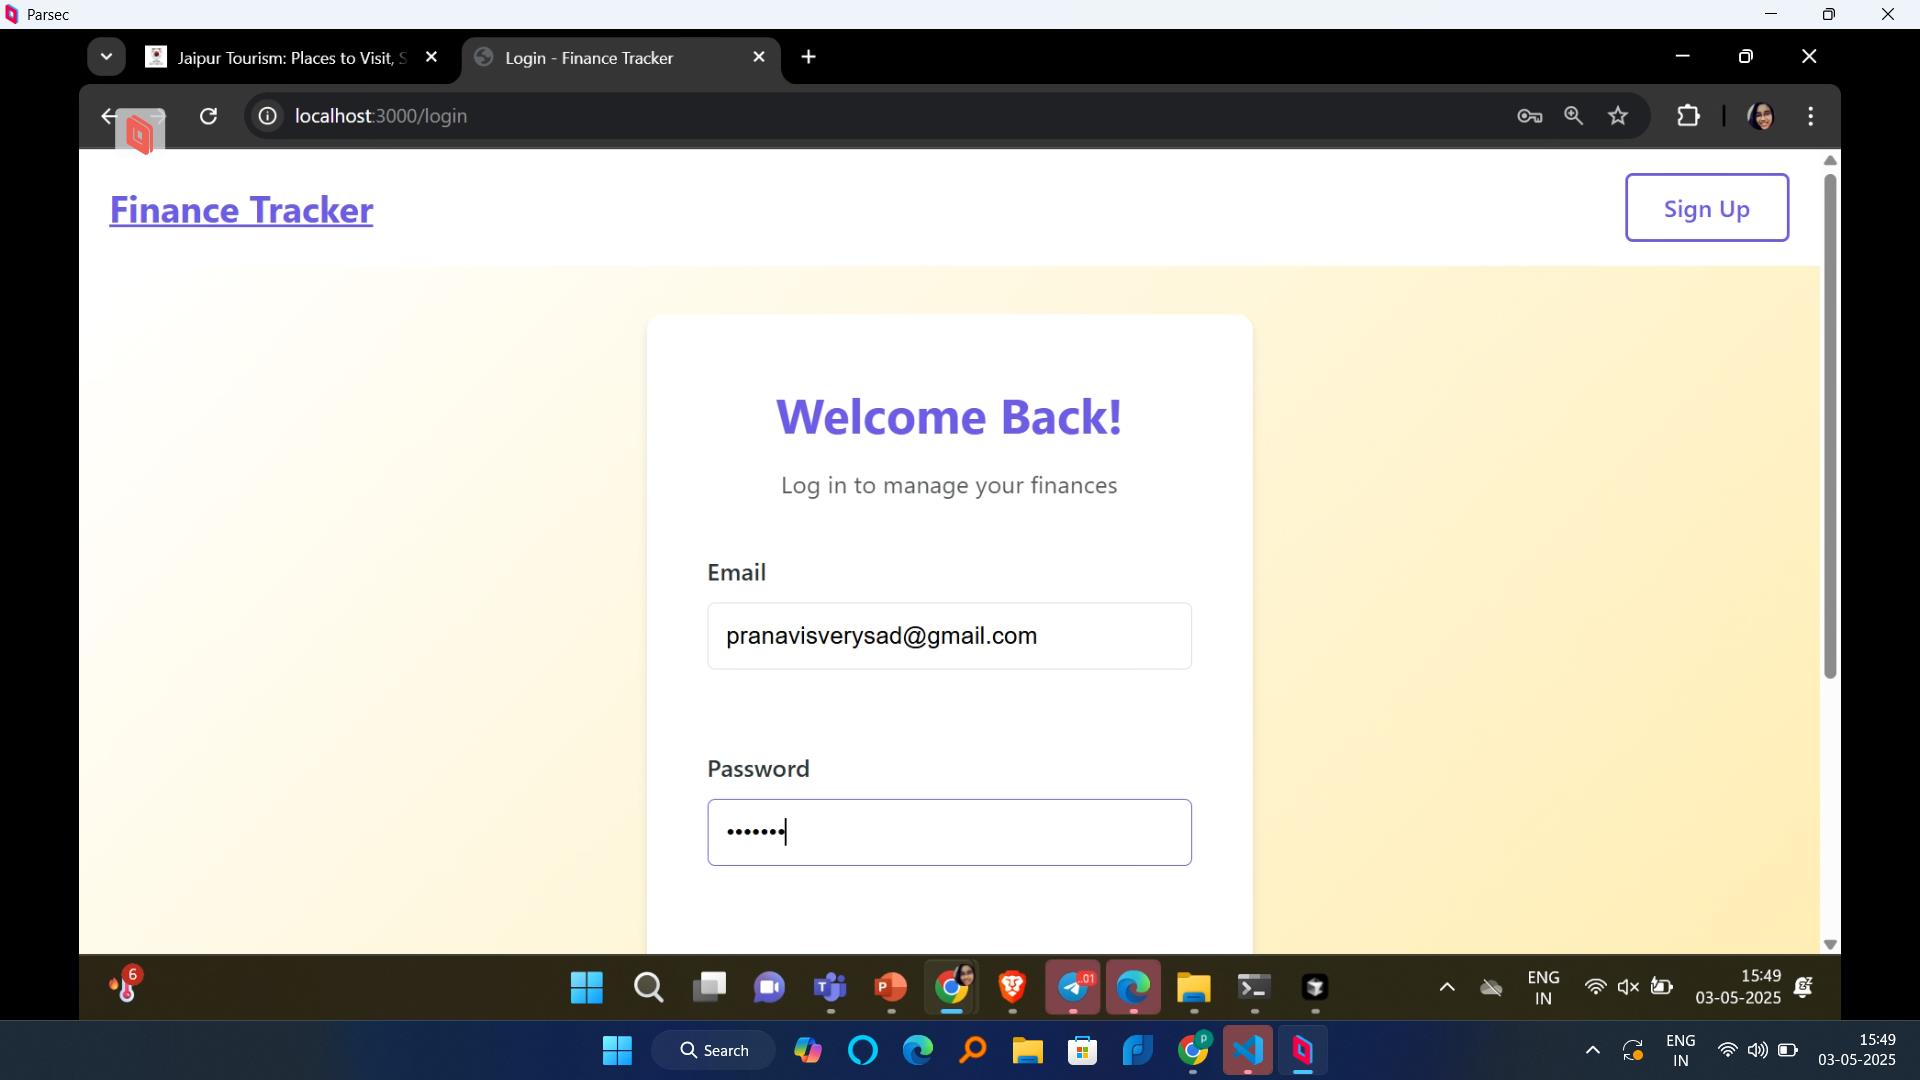 Parsec
Jaipur Tourism: Places to Visit, S
Login - Finance Tracker
localhost:3000/login
Finance Tracker
Sign Up
Welcome Back!
Log in to manage your finances
Email
pranavisverysad@gmail.com
Password
•••••••
6
.01
ENG
IN
15:49
03-05-2025
Search
P
ENG
IN
15:49
03-05-2025